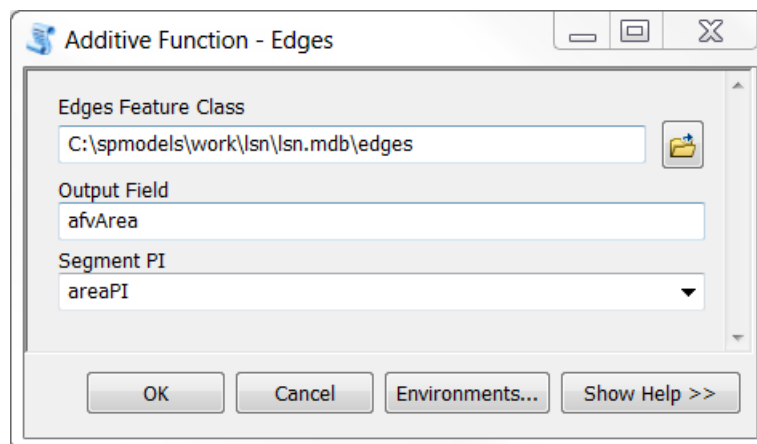 Additive Function - Edges
Edges Feature Class
C:\spmodels\work\lsn\lsn.mdb\edges
Output Field
afvArea
Segment PI
areaPI
OK Cancel Environments... Show Help >>